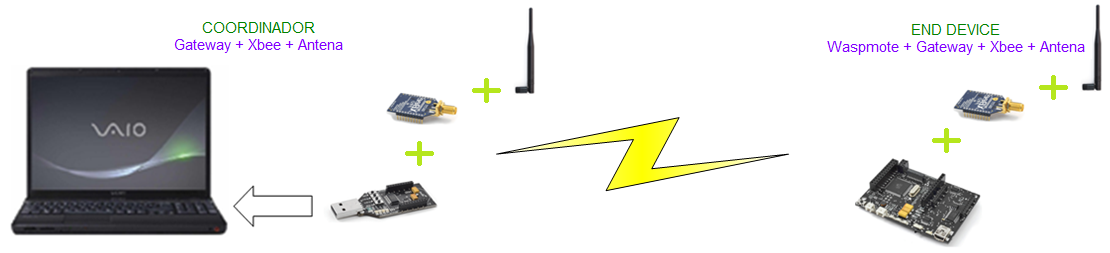 COORDINADOR
Gateway + Xbee + Antena
END DEVICE
Waspmote + Gateway + Xbee + Antena
VAIO